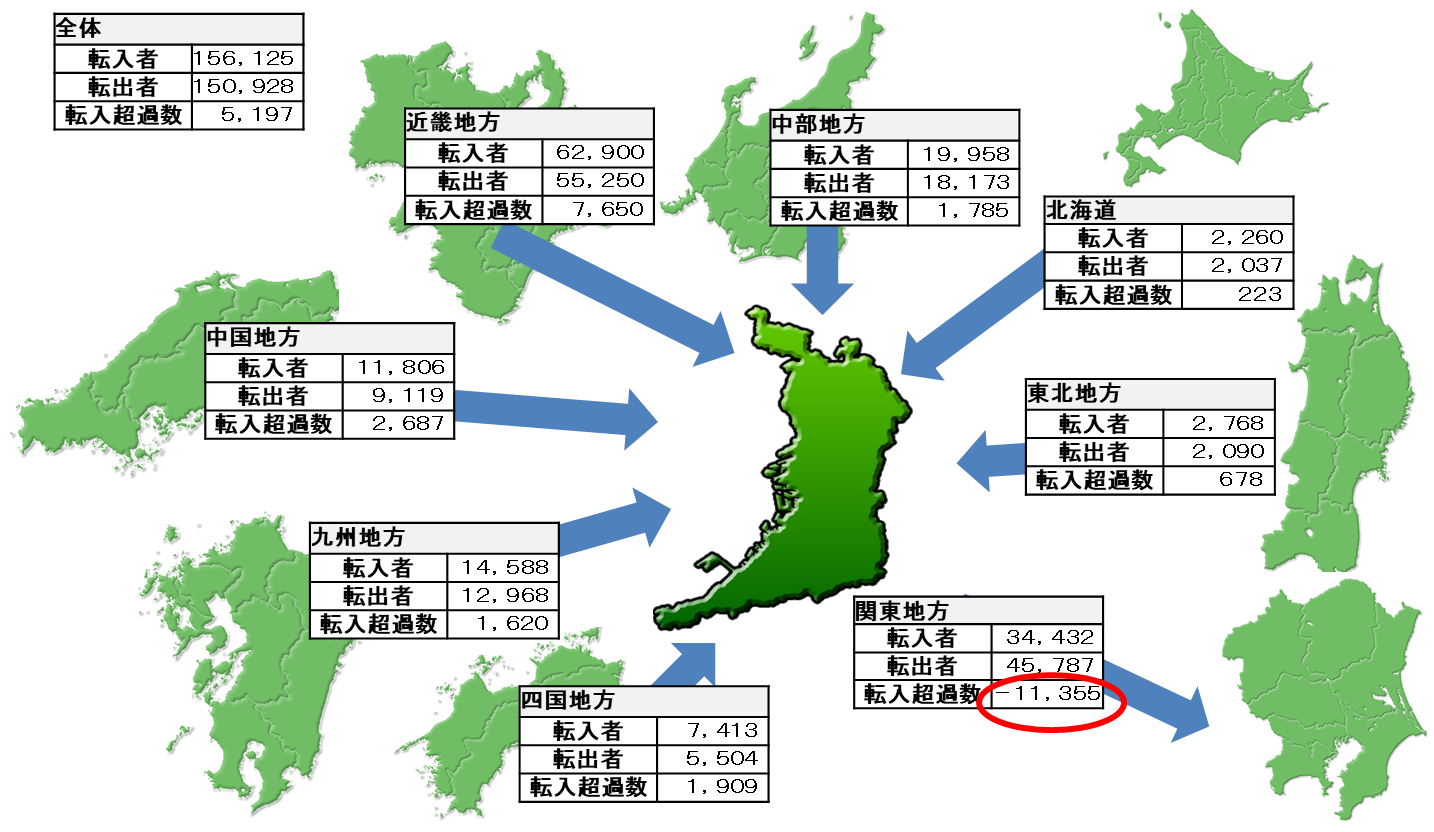 全体
転入者 156,125
転出者 150,928
転入超過数 5,197
近畿地方
転入者 62,900
転出者 55,250
転入超過数 7,650
中部地方
転入者 19,958
転出者 18,173
転入超過数 1,785
北海道
転入者 2,260
転出者 2,037
転入超過数 223
中国地方
転入者 11,806
転出者 9,119
転入超過数 2,687
東北地方
転入者 2,768
転出者 2,090
転入超過数 678
九州地方
転入者 14,588
転出者 12,968
転入超過数 1,620
関東地方
転入者 34,432
転出者 45,787
転入超過数 -11,355
四国地方
転入者 7,413
転出者 5,504
転入超過数 1,909